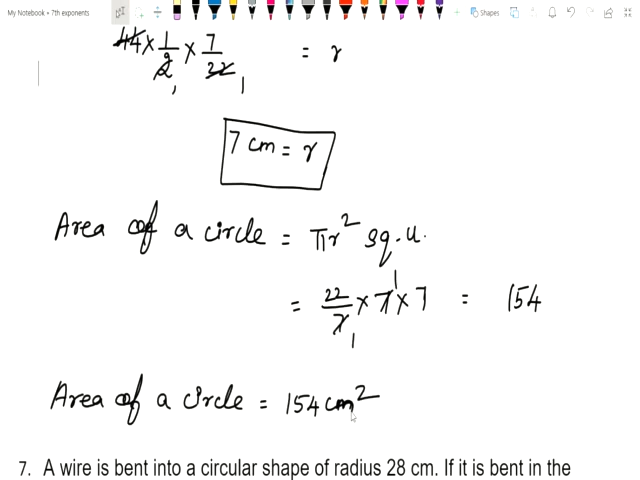 My Notebook • 7th exponents
Shapes
44 × 1/2 × 7/22 = r
7 cm = r
Area of a circle = πr² sq.u.
= 22/7 × 7 × 7 = 154
Area of a circle = 154 cm²
7. A wire is bent into a circular shape of radius 28 cm. If it is bent in the